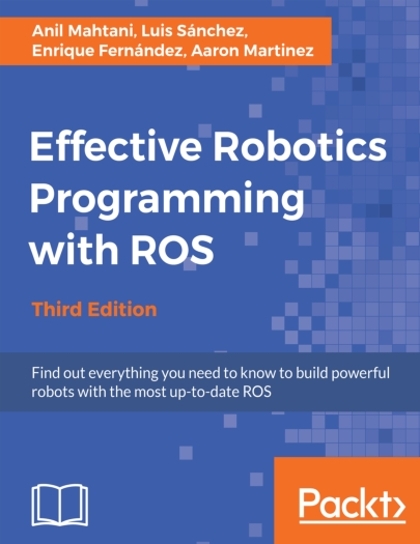 Anil Mahtani, Luis Sánchez,
Enrique Fernández, Aaron Martinez
Effective Robotics
Programming
with ROS
Third Edition
Find out everything you need to know to build powerful
robots with the most up-to-date ROS
Packt